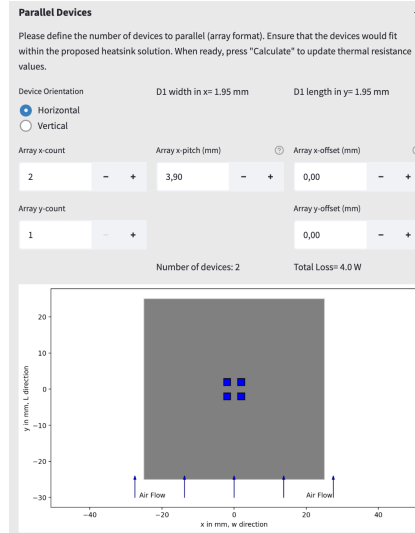 Parallel Devices
Please define the number of devices to parallel (array format). Ensure that the devices would fit
within the proposed heatsink solution. When ready, press "Calculate" to update thermal resistance
values.
Device Orientation
D1 width in x= 1.95 mm
D1 length in y= 1.95 mm
Horizontal
Vertical
Array x-count
Array x-pitch (mm)
?
Array x-offset (mm)
2
−
+
3,90
−
+
0,00
−
+
Array y-count
Array y-offset (mm)
1
−
+
0,00
−
+
Number of devices: 2
Total Loss= 4.0 W
20
10
0
−10
−20
−30
y in mm, L direction
Air Flow
Air Flow
−40
−20
0
20
40
x in mm, w direction